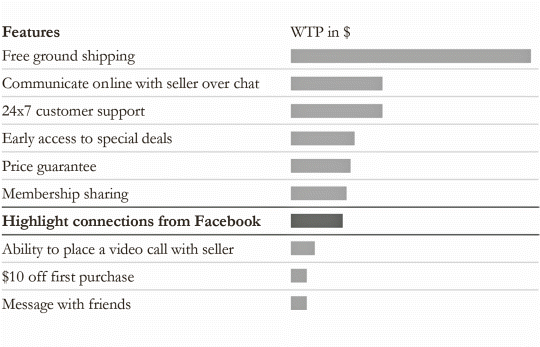 Features WTP in $
Free ground shipping
Communicate online with seller over chat
24x7 customer support
Early access to special deals
Price guarantee
Membership sharing
Highlight connections from Facebook
Ability to place a video call with seller
$10 off first purchase
Message with friends